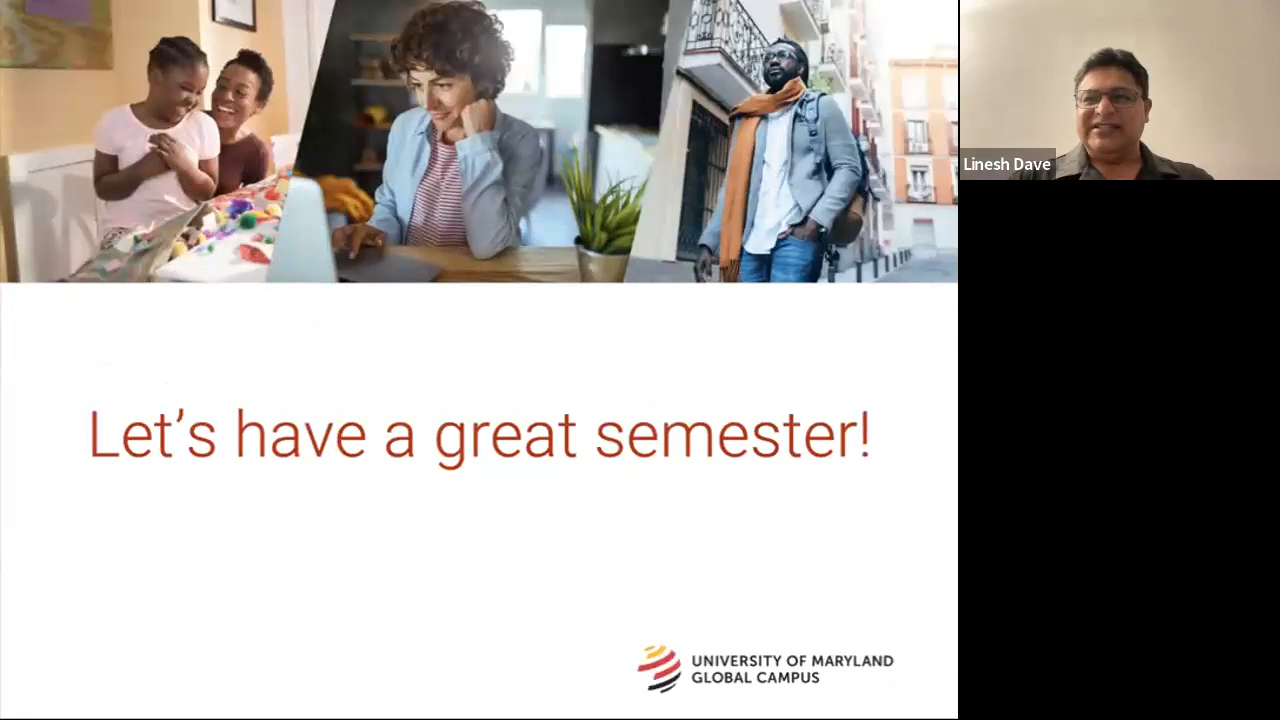 Linesh Dave
Let's have a great semester!
UNIVERSITY OF MARYLAND
GLOBAL CAMPUS